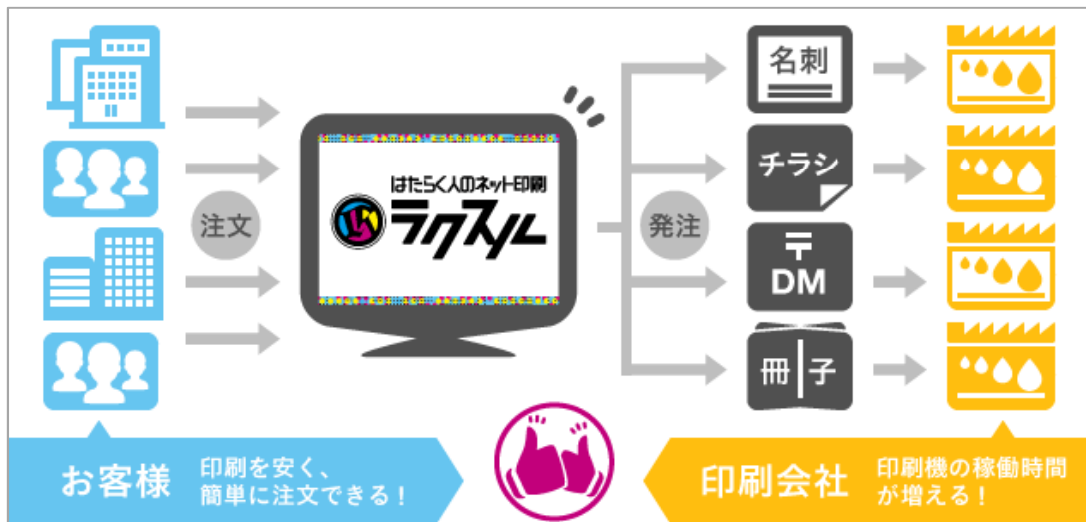 注文
はたらく人のネット印刷
ラクスル
発注
名刺
チラシ
〒
DM
冊子
お客様
印刷を安く、
簡単に注文できる!
印刷会社
印刷機の稼働時間
が増える!